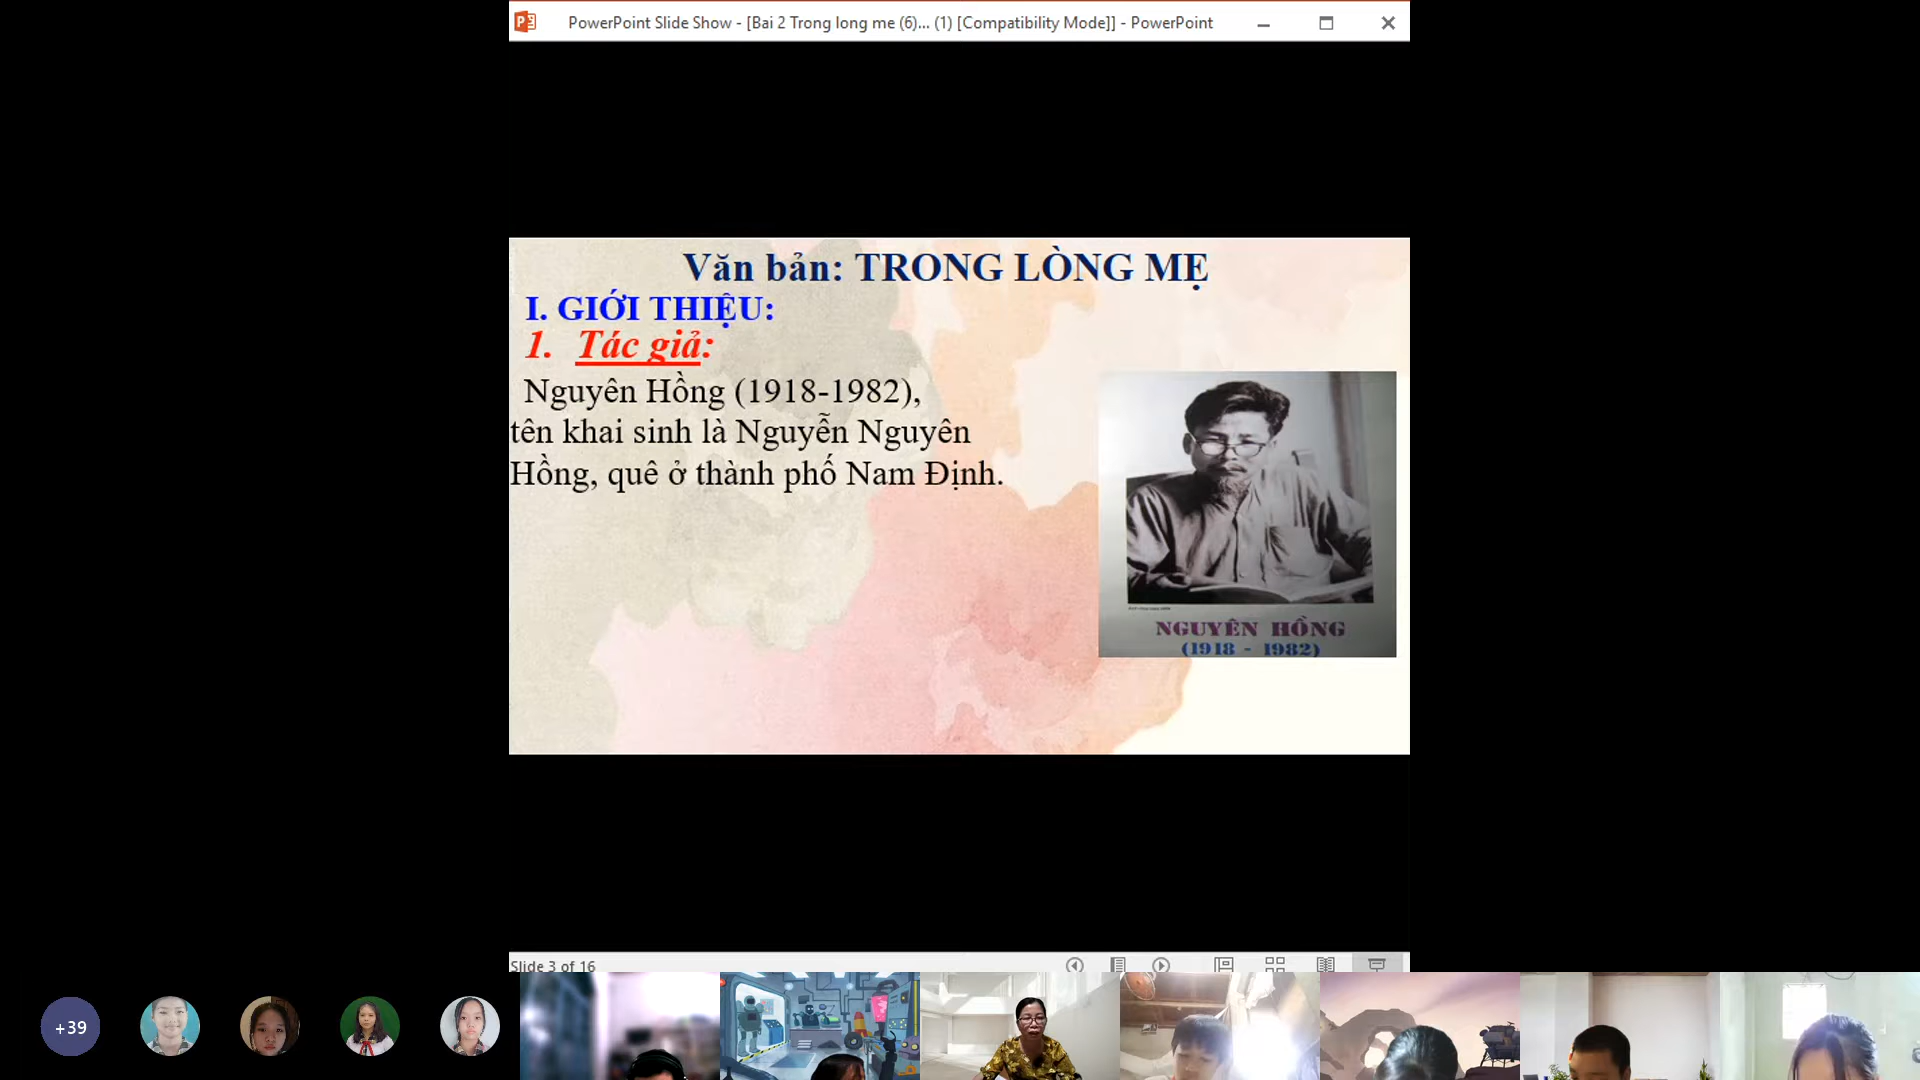 PowerPoint Slide Show - [Bai 2 Trong long me (6)... (1) [Compatibility Mode]] - PowerPoint
Văn bản: TRONG LÒNG MẸ
I. GIỚI THIỆU:
1. Tác giả:
Nguyên Hồng (1918-1982),
tên khai sinh là Nguyễn Nguyên
Hồng, quê ở thành phố Nam Định.
NGUYÊN HỒNG
(1918 - 1982)
Slide 3 of 16
+39